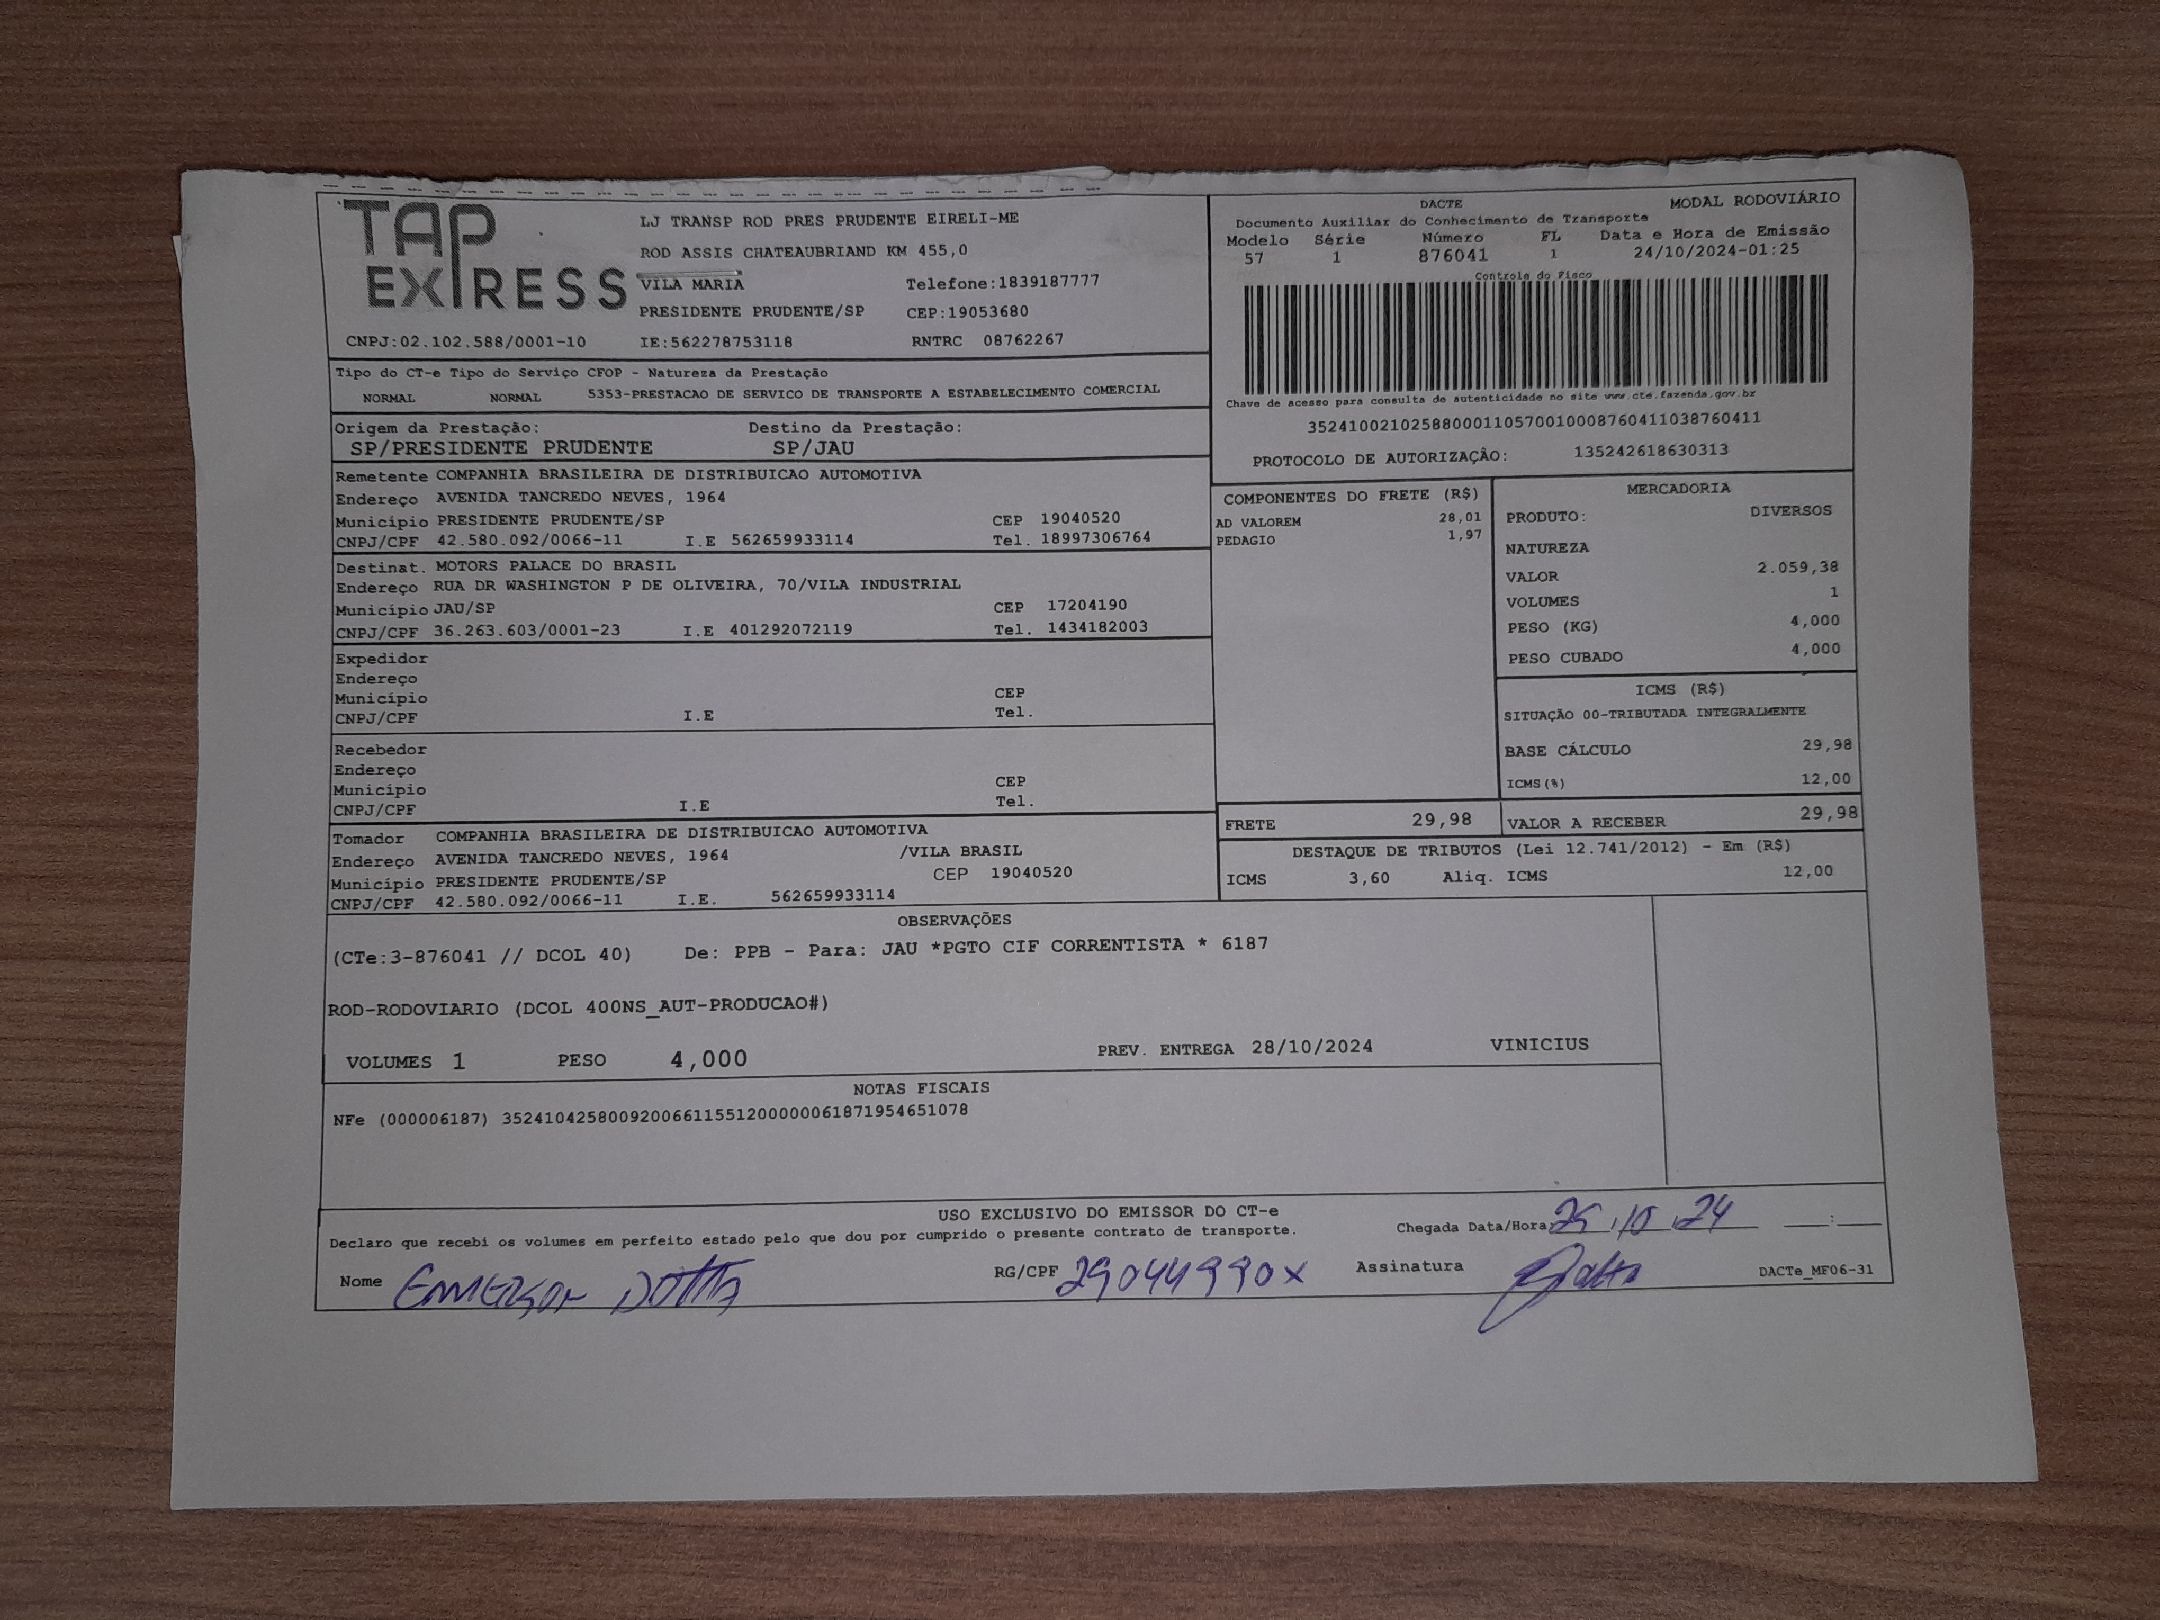 TAP
EXPRESS
LJ TRANSP ROD PRES PRUDENTE EIRELI-ME
ROD ASSIS CHATEAUBRIAND KM 455,0
VILA MARIA Telefone:1839187777
PRESIDENTE PRUDENTE/SP CEP:19053680
CNPJ:02.102.588/0001-10 IE:562278753118 RNTRC 08762267
DACTE MODAL RODOVIÁRIO
Documento Auxiliar do Conhecimento de Transporte
Modelo Série Número FL Data e Hora de Emissão
57 1 876041 1 24/10/2024-01:25
Controle do Fisco
Chave de acesso para consulta de autenticidade no site www.cte.fazenda.gov.br
35241002102588000110570010008760411038760411
PROTOCOLO DE AUTORIZAÇÃO: 135242618630313
Tipo do CT-e Tipo do Serviço CFOP - Natureza da Prestação
NORMAL NORMAL 5353-PRESTACAO DE SERVICO DE TRANSPORTE A ESTABELECIMENTO COMERCIAL
Origem da Prestação: Destino da Prestação:
SP/PRESIDENTE PRUDENTE SP/JAU
Remetente COMPANHIA BRASILEIRA DE DISTRIBUICAO AUTOMOTIVA
Endereço AVENIDA TANCREDO NEVES, 1964
Município PRESIDENTE PRUDENTE/SP CEP 19040520
CNPJ/CPF 42.580.092/0066-11 I.E 562659933114 Tel. 18997306764
Destinat. MOTORS PALACE DO BRASIL
Endereço RUA DR WASHINGTON P DE OLIVEIRA, 70/VILA INDUSTRIAL
Município JAU/SP CEP 17204190
CNPJ/CPF 36.263.603/0001-23 I.E 401292072119 Tel. 1434182003
Expedidor
Endereço
Município CEP
CNPJ/CPF I.E Tel.
Recebedor
Endereço
Município CEP
CNPJ/CPF I.E Tel.
Tomador COMPANHIA BRASILEIRA DE DISTRIBUICAO AUTOMOTIVA
Endereço AVENIDA TANCREDO NEVES, 1964 /VILA BRASIL
Município PRESIDENTE PRUDENTE/SP CEP 19040520
CNPJ/CPF 42.580.092/0066-11 I.E. 562659933114
COMPONENTES DO FRETE (R$)
AD VALOREM 28,01
PEDAGIO 1,97
FRETE 29,98
MERCADORIA
PRODUTO: DIVERSOS
NATUREZA
VALOR 2.059,38
VOLUMES 1
PESO (KG) 4,000
PESO CUBADO 4,000
ICMS (R$)
SITUAÇÃO 00-TRIBUTADA INTEGRALMENTE
BASE CÁLCULO 29,98
ICMS(%) 12,00
VALOR A RECEBER 29,98
DESTAQUE DE TRIBUTOS (Lei 12.741/2012) - Em (R$)
ICMS 3,60 Aliq. ICMS 12,00
OBSERVAÇÕES
(CTe:3-876041 // DCOL 40) De: PPB - Para: JAU *PGTO CIF CORRENTISTA * 6187
ROD-RODOVIARIO (DCOL 400NS_AUT-PRODUCAO#)
VOLUMES 1 PESO 4,000 PREV. ENTREGA 28/10/2024 VINICIUS
NOTAS FISCAIS
NFe (000006187) 35241042580092006611551200000061871954651078
USO EXCLUSIVO DO EMISSOR DO CT-e
Declaro que recebi os volumes em perfeito estado pelo que dou por cumprido o presente contrato de transporte.
Chegada Data/Hora 25.10.24 :
Nome EMMERSON DOTTA RG/CPF 29044990X Assinatura DACTe_MF06-31